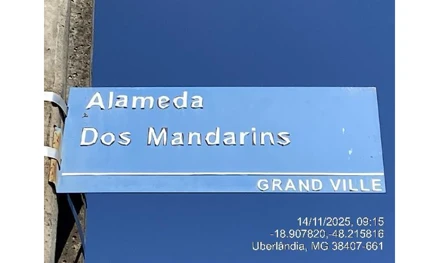 Alameda
Dos Mandarins
GRAND VILLE
14/11/2025, 09:15
-18.907820,-48.215816
Uberlândia, MG 38407-661